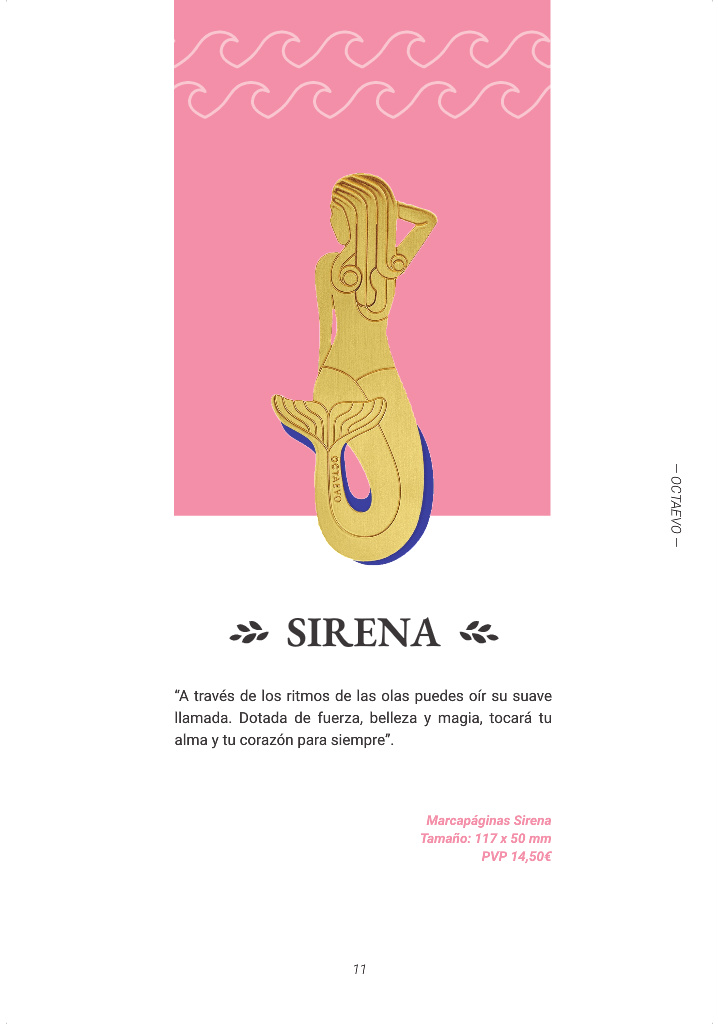 OCTAEVO
— OCTAEVO —
SIRENA
“A través de los ritmos de las olas puedes oír su suave
llamada. Dotada de fuerza, belleza y magia, tocará tu
alma y tu corazón para siempre”.
Marcapáginas Sirena
Tamaño: 117 x 50 mm
PVP 14,50€
11